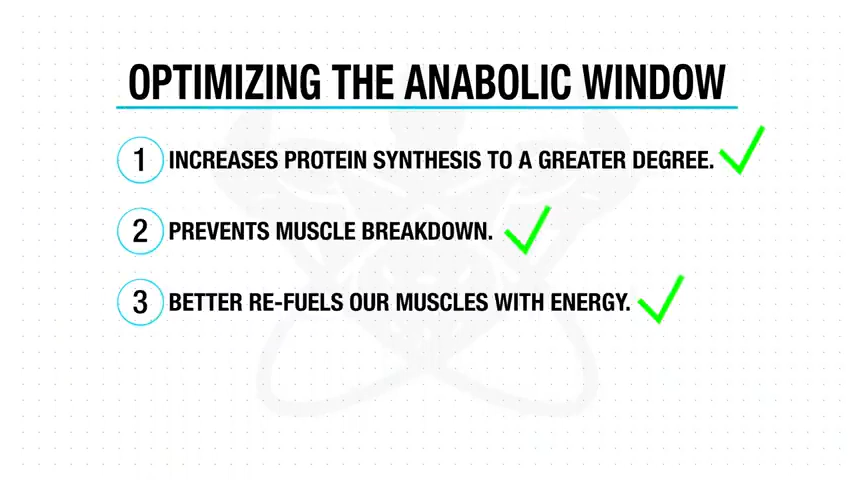 OPTIMIZING THE ANABOLIC WINDOW
1 INCREASES PROTEIN SYNTHESIS TO A GREATER DEGREE.
2 PREVENTS MUSCLE BREAKDOWN.
3 BETTER RE-FUELS OUR MUSCLES WITH ENERGY.